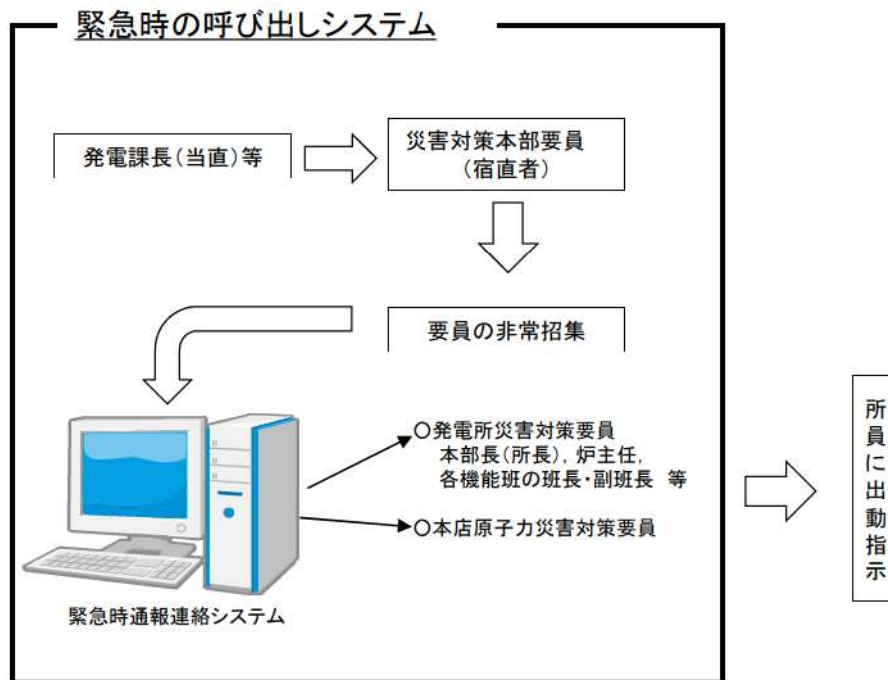 緊急時の呼び出しシステム
発電課長(当直)等
災害対策本部要員
(宿直者)
要員の非常招集
○発電所災害対策要員
本部長(所長),炉主任,
各機能班の班長・副班長 等
○本店原子力災害対策要員
緊急時通報連絡システム
所員に出動指示